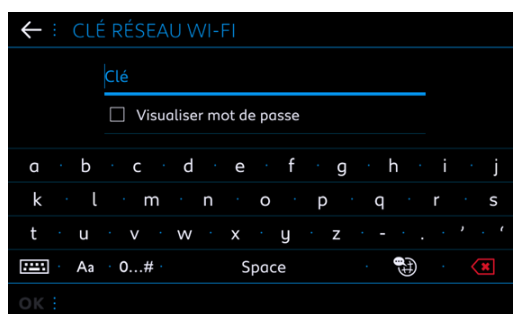 CLÉ RÉSEAU WI-FI
Clé
Visualiser mot de passe
a b c d e f g h i j
k l m n o p q r s
t u v w x y z - . ’ ‘
Aa 0...# Space
OK